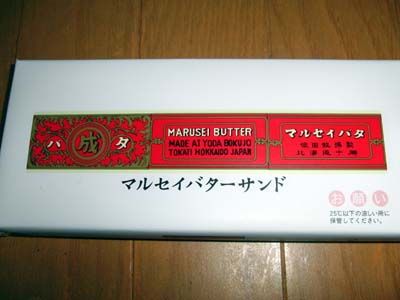 バ 成 タ
MARUSEI BUTTER
MADE AT YODA BOKUJO
TOKATI HOKKAIDO JAPAN
マルセイバタ
依田牧場製
北海道十勝
マルセイバターサンド
お願い
25℃以下の涼しい所に
保管してください。